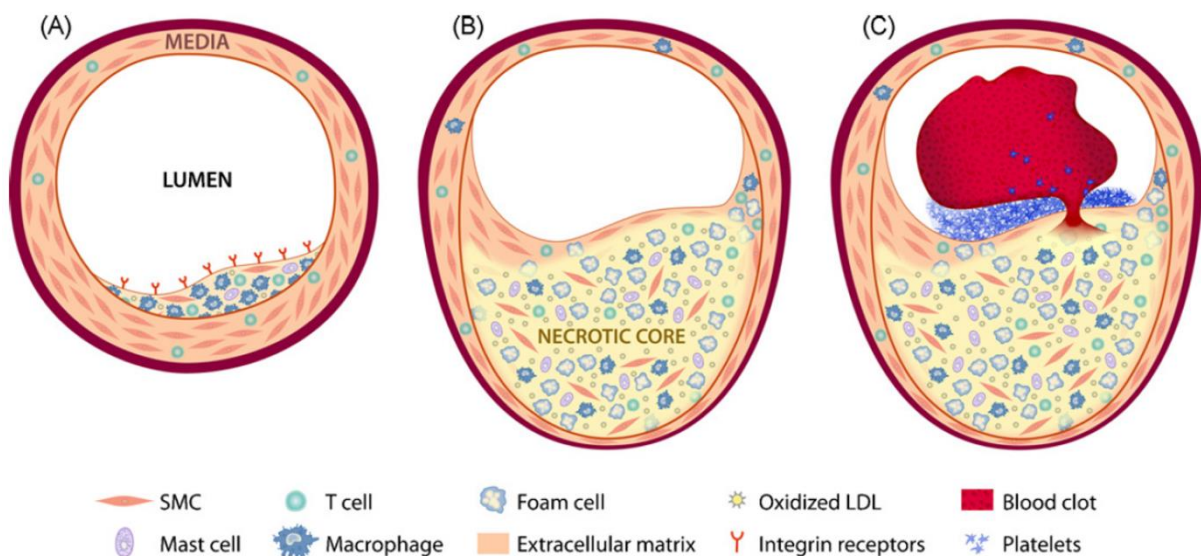 (A)
(B)
(C)
MEDIA
LUMEN
NECROTIC CORE
SMC
T cell
Foam cell
Oxidized LDL
Blood clot
Mast cell
Macrophage
Extracellular matrix
Integrin receptors
Platelets